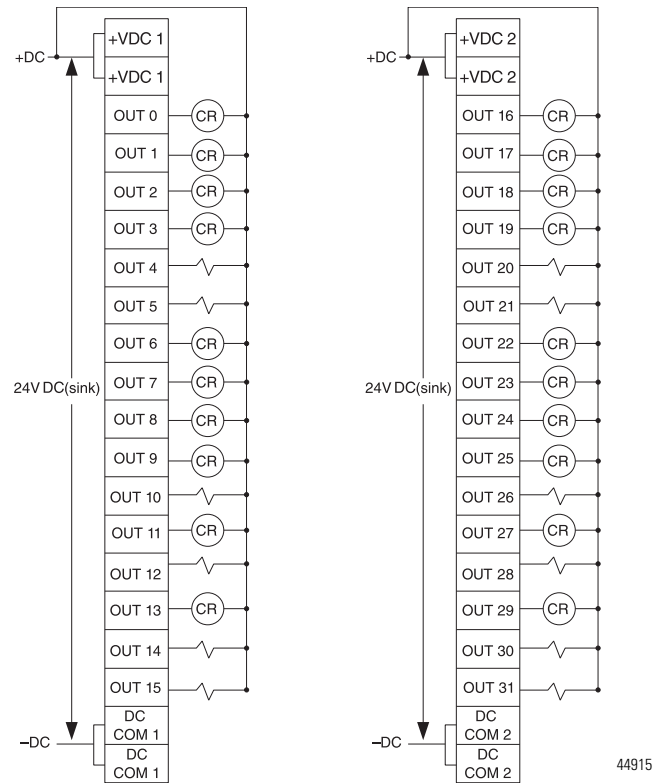 +DC
+VDC 1
+VDC 1
OUT 0 CR
OUT 1 CR
OUT 2 CR
OUT 3 CR
OUT 4
OUT 5
OUT 6 CR
OUT 7 CR
24V DC(sink)
OUT 8 CR
OUT 9 CR
OUT 10
OUT 11 CR
OUT 12
OUT 13 CR
OUT 14
OUT 15
DC
COM 1
–DC
DC
COM 1
+DC
+VDC 2
+VDC 2
OUT 16 CR
OUT 17 CR
OUT 18 CR
OUT 19 CR
OUT 20
OUT 21
OUT 22 CR
OUT 23 CR
24V DC(sink)
OUT 24 CR
OUT 25 CR
OUT 26
OUT 27 CR
OUT 28
OUT 29 CR
OUT 30
OUT 31
DC
COM 2
–DC
DC
COM 2
44915